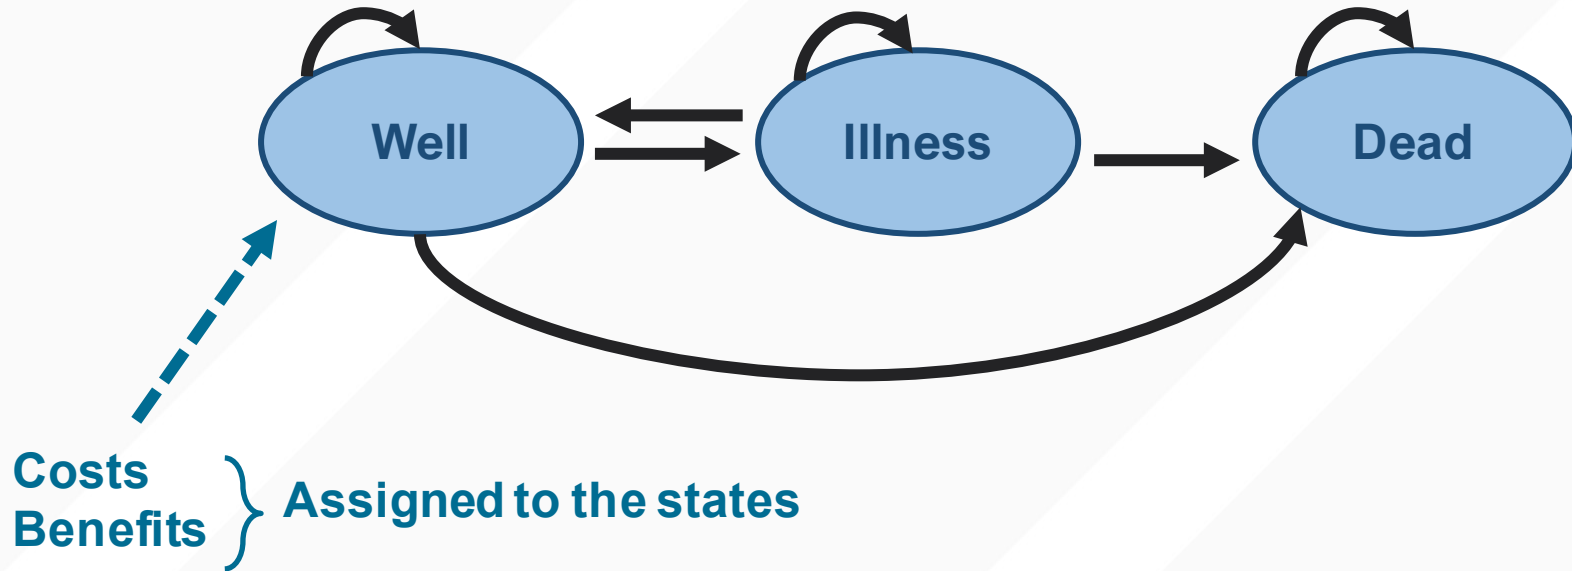 Well
Illness
Dead
Costs
Benefits
Assigned to the states